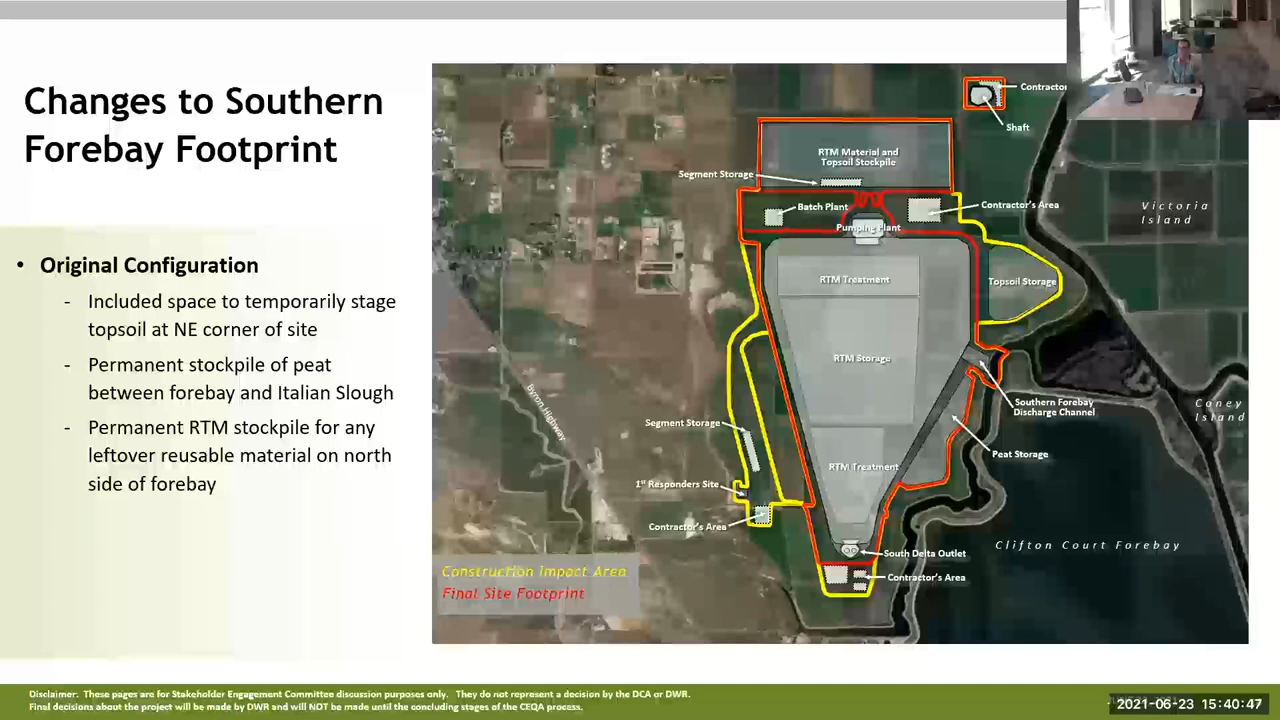 Changes to Southern
Forebay Footprint
• Original Configuration
- Included space to temporarily stage
topsoil at NE corner of site
- Permanent stockpile of peat
between forebay and Italian Slough
- Permanent RTM stockpile for any
leftover reusable material on north
side of forebay
Contractor
Shaft
RTM Material and
Topsoil Stockpile
Segment Storage
Batch Plant
Contractor's Area
Pumping Plant
Victoria
Island
RTM Treatment
Topsoil Storage
RTM Storage
Byron Highway
Southern Forebay
Discharge Channel
Coney
Island
Segment Storage
Peat Storage
RTM Treatment
1st Responders Site
Contractor's Area
Clifton Court Forebay
South Delta Outlet
Contractor's Area
Construction Impact Area
Final Site Footprint
Disclaimer: These pages are for Stakeholder Engagement Committee discussion purposes only. They do not represent a decision by the DCA or DWR.
Final decisions about the project will be made by DWR and will NOT be made until the concluding stages of the CEQA process.
2021-06-23 15:40:47